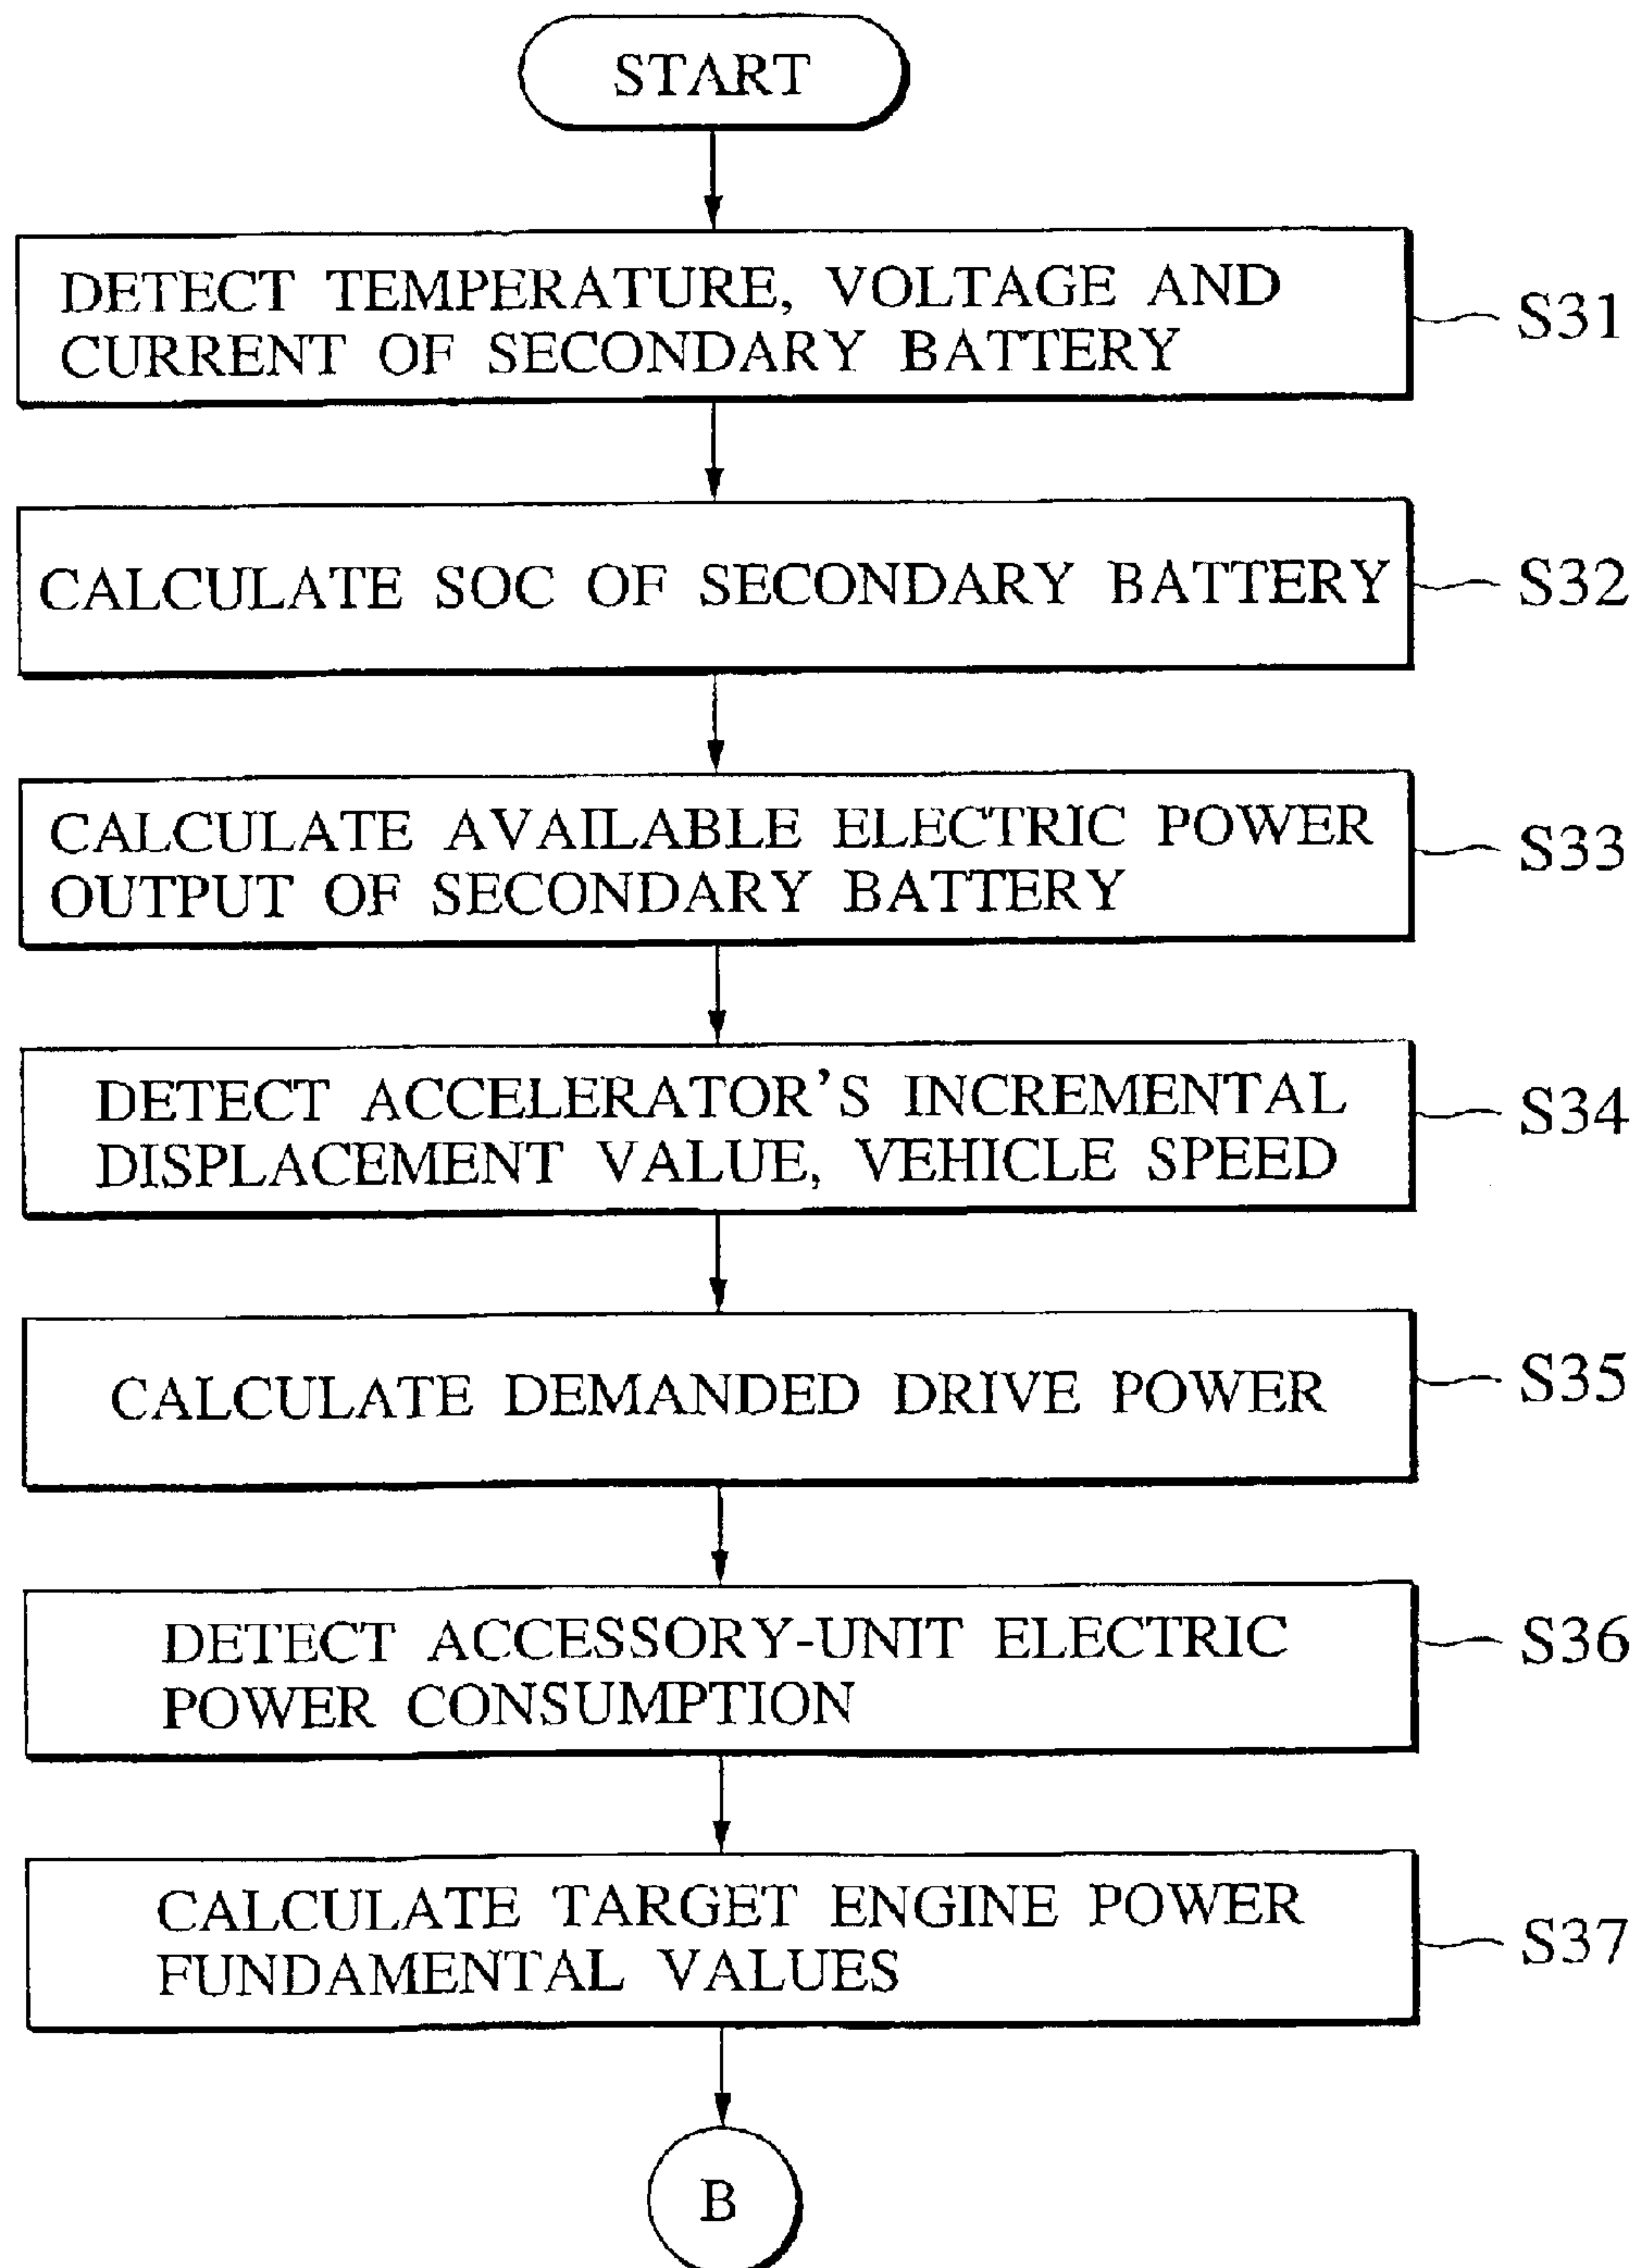 START
DETECT TEMPERATURE, VOLTAGE AND
CURRENT OF SECONDARY BATTERY
S31
CALCULATE SOC OF SECONDARY BATTERY
S32
CALCULATE AVAILABLE ELECTRIC POWER
OUTPUT OF SECONDARY BATTERY
S33
DETECT ACCELERATOR'S INCREMENTAL
DISPLACEMENT VALUE, VEHICLE SPEED
S34
CALCULATE DEMANDED DRIVE POWER
S35
DETECT ACCESSORY-UNIT ELECTRIC
POWER CONSUMPTION
S36
CALCULATE TARGET ENGINE POWER
FUNDAMENTAL VALUES
S37
B